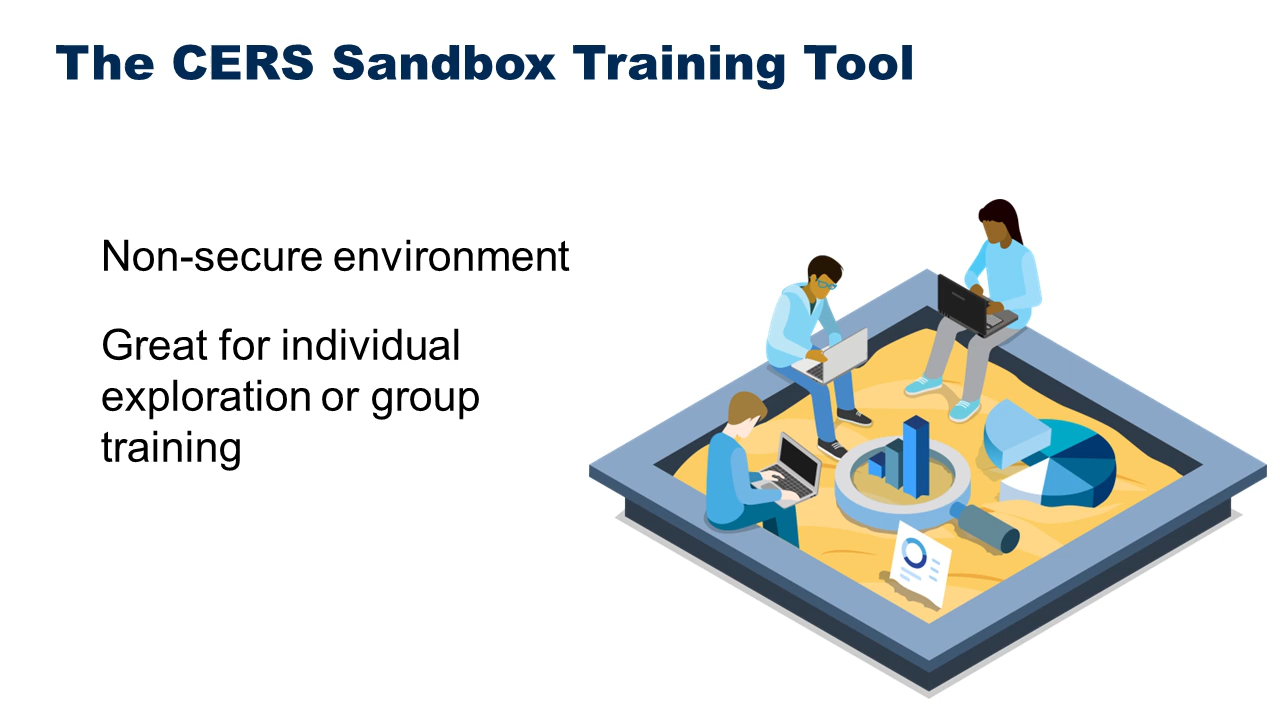 The CERS Sandbox Training Tool
Non-secure environment
Great for individual
exploration or group
training